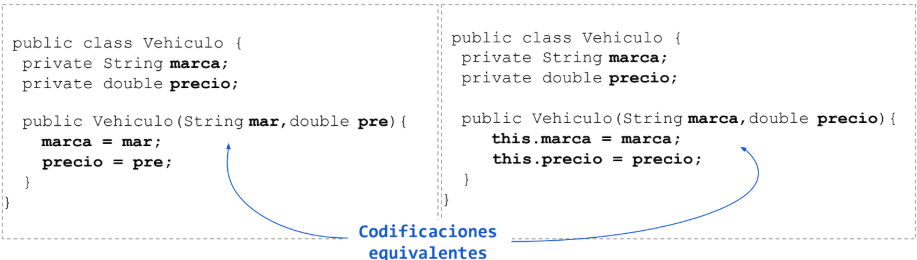 public class Vehiculo {
private String marca;
private double precio;
public Vehiculo(String mar,double pre){
marca = mar;
precio = pre;
}
}
public class Vehiculo {
private String marca;
private double precio;
public Vehiculo(String marca,double precio){
this.marca = marca;
this.precio = precio;
}
}
Codificaciones
equivalentes